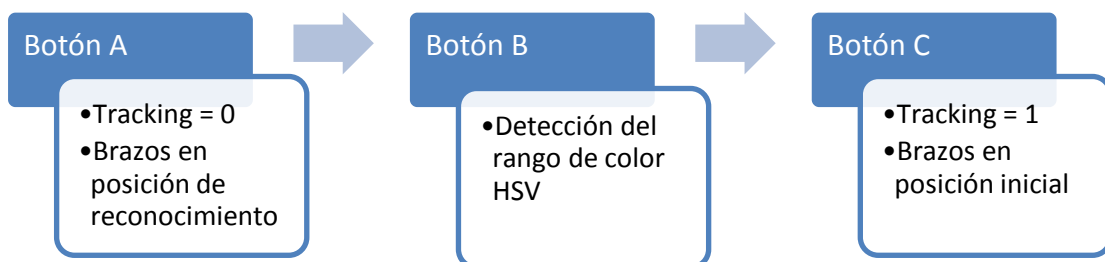 Botón A
•Tracking = 0
•Brazos en
posición de
reconocimiento
Botón B
•Detección del
rango de color
HSV
Botón C
•Tracking = 1
•Brazos en
posición inicial